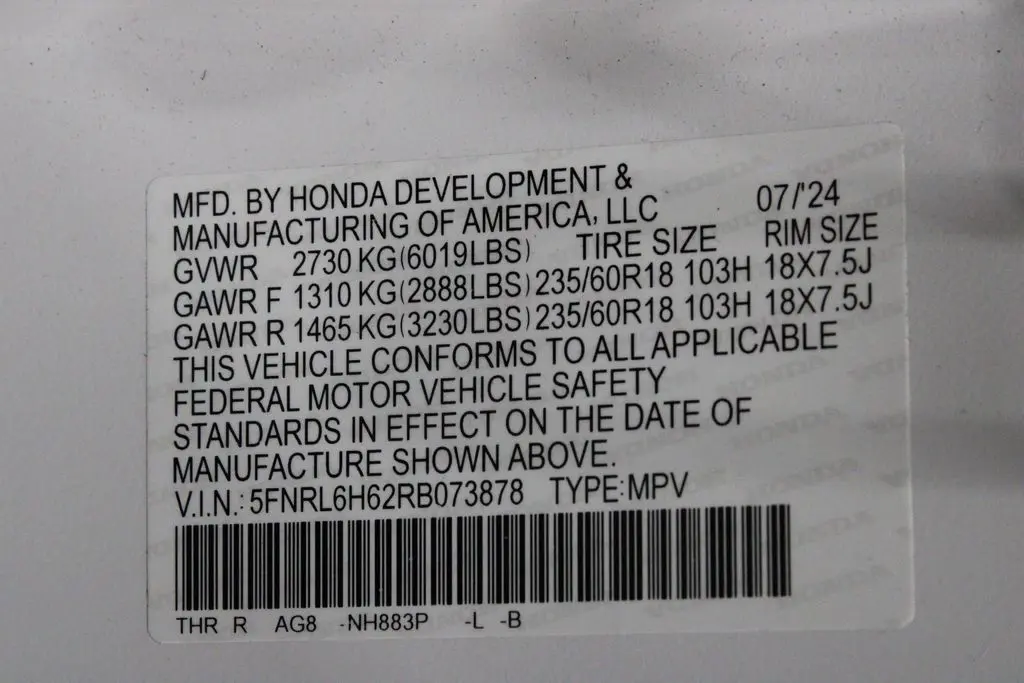 MFD. BY HONDA DEVELOPMENT &
MANUFACTURING OF AMERICA, LLC 07/'24
GVWR 2730 KG(6019LBS) TIRE SIZE RIM SIZE
GAWR F 1310 KG(2888LBS) 235/60R18 103H 18X7.5J
GAWR R 1465 KG(3230LBS) 235/60R18 103H 18X7.5J
THIS VEHICLE CONFORMS TO ALL APPLICABLE
FEDERAL MOTOR VEHICLE SAFETY
STANDARDS IN EFFECT ON THE DATE OF
MANUFACTURE SHOWN ABOVE.
V.I.N.: 5FNRL6H62RB073878 TYPE:MPV
THR R AG8 -NH883P -L -B